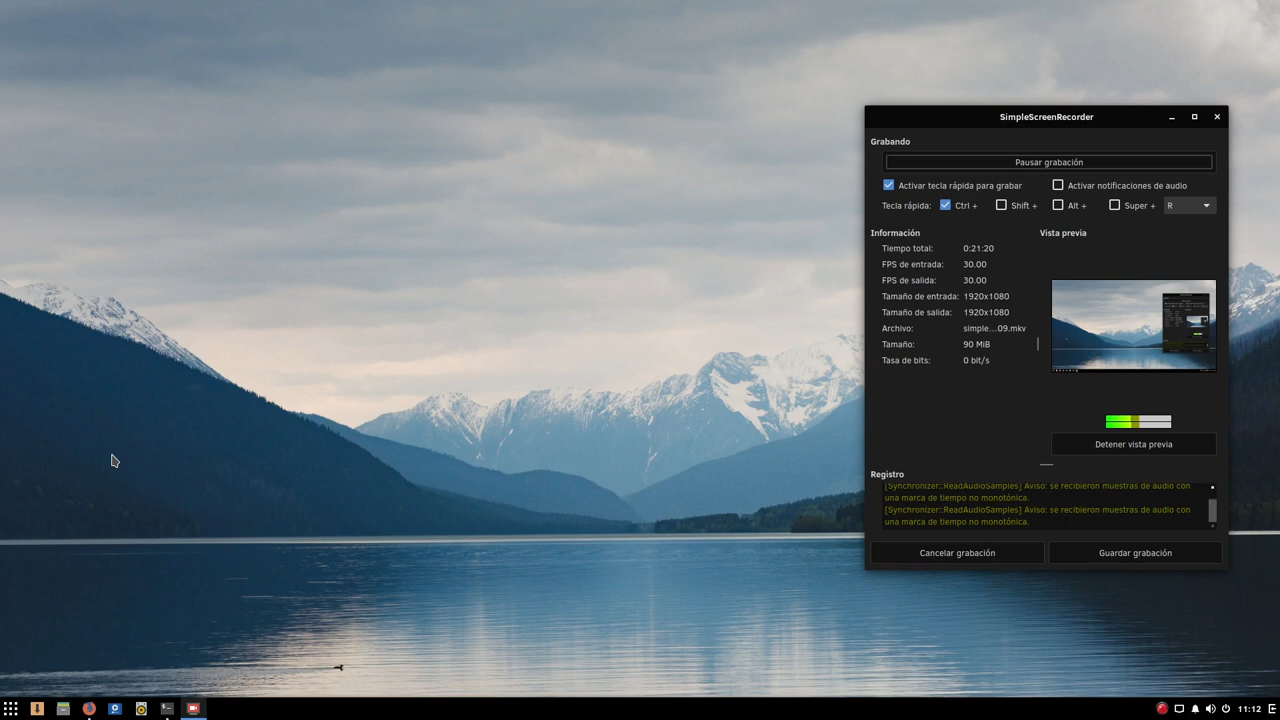 SimpleScreenRecorder
Grabando
Pausar grabación
Activar tecla rápida para grabar
Activar notificaciones de audio
Tecla rápida: Ctrl + Shift + Alt + Super + R
Información
Vista previa
Tiempo total: 0:21:20
FPS de entrada: 30.00
FPS de salida: 30.00
Tamaño de entrada: 1920x1080
Tamaño de salida: 1920x1080
Archivo: simple...09.mkv
Tamaño: 90 MiB
Tasa de bits: 0 bit/s
Detener vista previa
Registro
[Synchronizer::ReadAudioSamples] Aviso: se recibieron muestras de audio con
una marca de tiempo no monotónica.
[Synchronizer::ReadAudioSamples] Aviso: se recibieron muestras de audio con
una marca de tiempo no monotónica.
Cancelar grabación
Guardar grabación
11:12